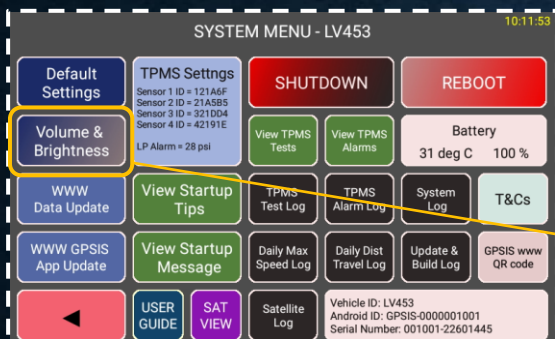 SYSTEM MENU - LV453
10:11:53
Default
Settings
TPMS Settngs
Sensor 1 ID = 121A6F
Sensor 2 ID = 21A5B5
Sensor 3 ID = 321DD4
Sensor 4 ID = 42191E
LP Alarm = 28 psi
SHUTDOWN
REBOOT
Volume &
Brightness
View TPMS
Tests
View TPMS
Alarms
Battery
31 deg C 100 %
WWW
Data Update
View Startup
Tips
TPMS
Test Log
TPMS
Alarm Log
System
Log
T&Cs
WWW GPSIS
App Update
View Startup
Message
Daily Max
Speed Log
Daily Dist
Travel Log
Update &
Build Log
GPSIS www
QR code
USER
GUIDE
SAT
VIEW
Satellite
Log
Vehicle ID: LV453
Android ID: GPSIS-0000001001
Serial Number: 001001-22601445